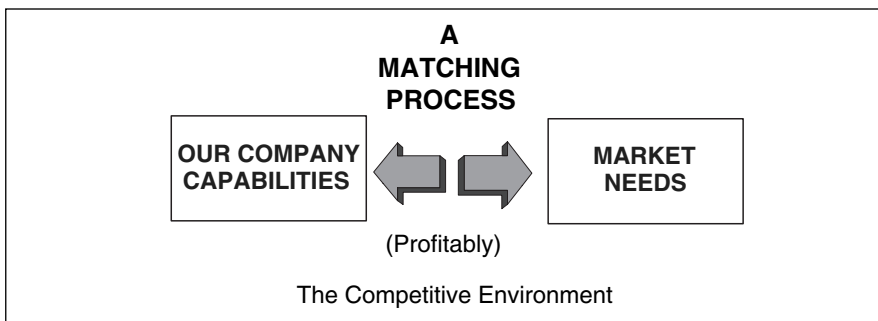 A
MATCHING
PROCESS
OUR COMPANY
CAPABILITIES
MARKET
NEEDS
(Profitably)
The Competitive Environment